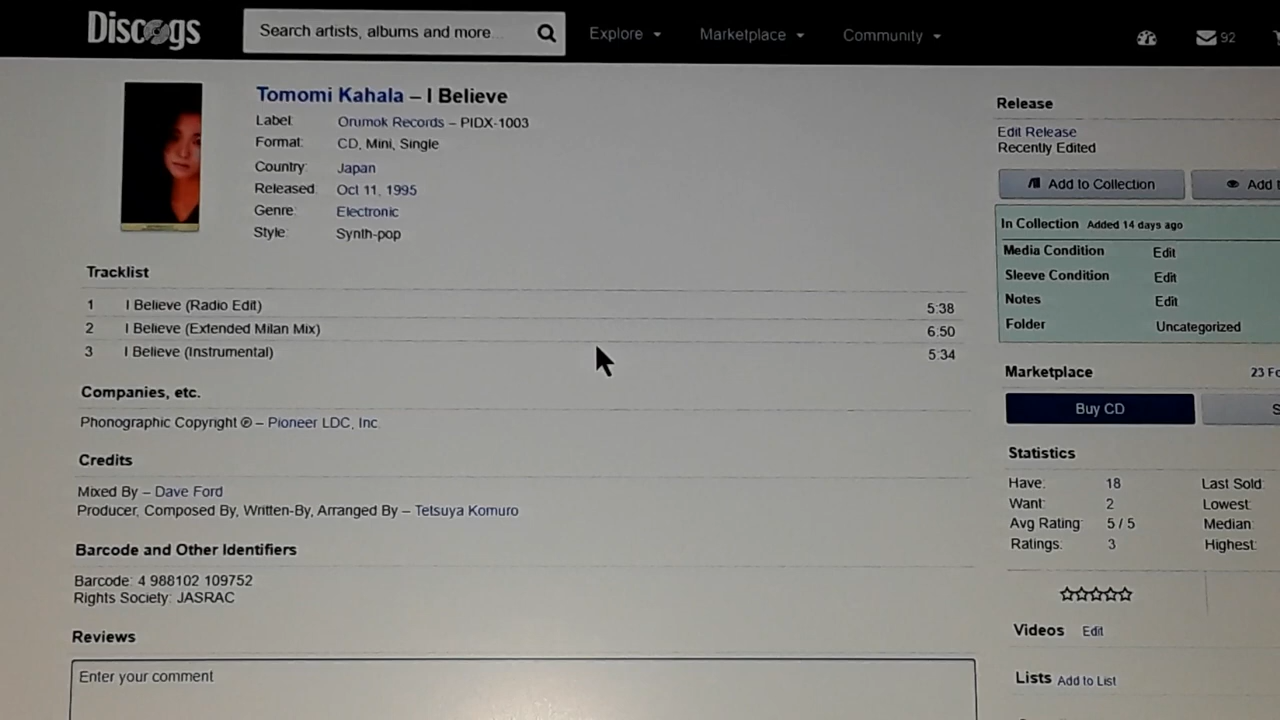 Discogs
Search artists, albums and more...
Explore
Marketplace
Community
92
Tomomi Kahala – I Believe
Label: Orumok Records – PIDX-1003
Format: CD, Mini, Single
Country: Japan
Released: Oct 11, 1995
Genre: Electronic
Style: Synth-pop
Tracklist
1 I Believe (Radio Edit) 5:38
2 I Believe (Extended Milan Mix) 6:50
3 I Believe (Instrumental) 5:34
Companies, etc.
Phonographic Copyright ℗ – Pioneer LDC, Inc.
Credits
Mixed By – Dave Ford
Producer, Composed By, Written-By, Arranged By – Tetsuya Komuro
Barcode and Other Identifiers
Barcode: 4 988102 109752
Rights Society: JASRAC
Reviews
Enter your comment
Release
Edit Release
Recently Edited
Add to Collection
Add
In Collection Added 14 days ago
Media Condition Edit
Sleeve Condition Edit
Notes Edit
Folder Uncategorized
Marketplace 23
Buy CD
Statistics
Have: 18 Last Sold:
Want: 2 Lowest:
Avg Rating: 5 / 5 Median:
Ratings: 3 Highest:
Videos Edit
Lists Add to List